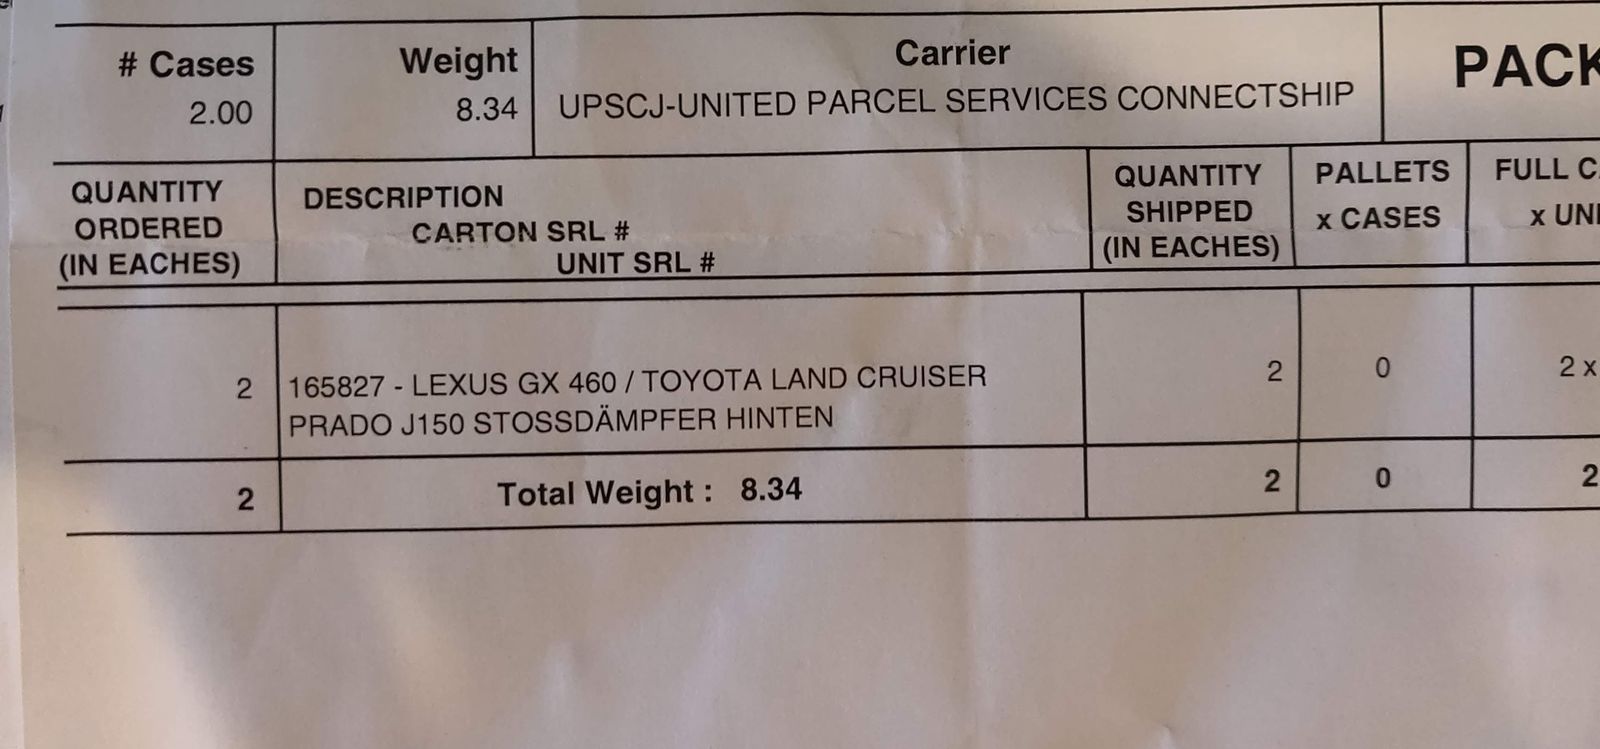 # Cases
2.00
Weight
8.34
Carrier
UPSCJ-UNITED PARCEL SERVICES CONNECTSHIP
PACK
QUANTITY
ORDERED
(IN EACHES)
DESCRIPTION
CARTON SRL #
UNIT SRL #
QUANTITY
SHIPPED
(IN EACHES)
PALLETS
x CASES
FULL
x
2
165827 - LEXUS GX 460 / TOYOTA LAND CRUISER
PRADO J150 STOSSDÄMPFER HINTEN
2
0
2 x
2
Total Weight : 8.34
2
0
2